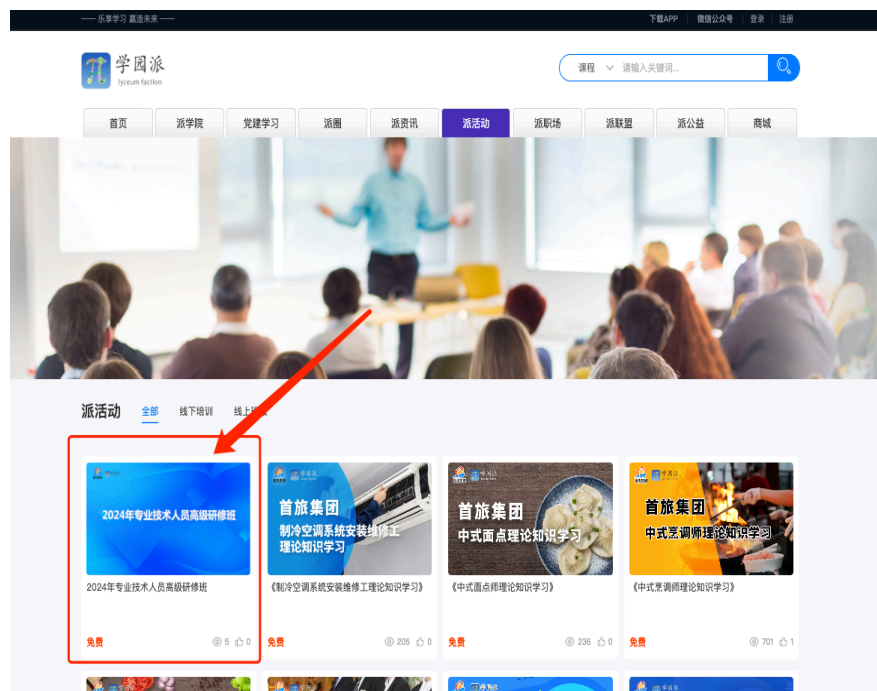 —— 乐享学习 赢造未来 ——
下载APP 微信公众号 登录 注册
学园派
lyceum faction
课程 请输入关键词...
首页 派学院 党建学习 派圈 派资讯 派活动 派职场 派联盟 派公益 商城
派活动 全部 线下培训 线上
2024年专业技术人员高级研修班
首旅集团
制冷空调系统安装维修工
理论知识学习
首旅集团
中式面点理论知识学习
首旅集团
中式烹调师理论知识学习
2024年专业技术人员高级研修班
《制冷空调系统安装维修工理论知识学习》
《中式面点师理论知识学习》
《中式烹调师理论知识学习》
免费 5 0
免费 205 0
免费 236 0
免费 701 1